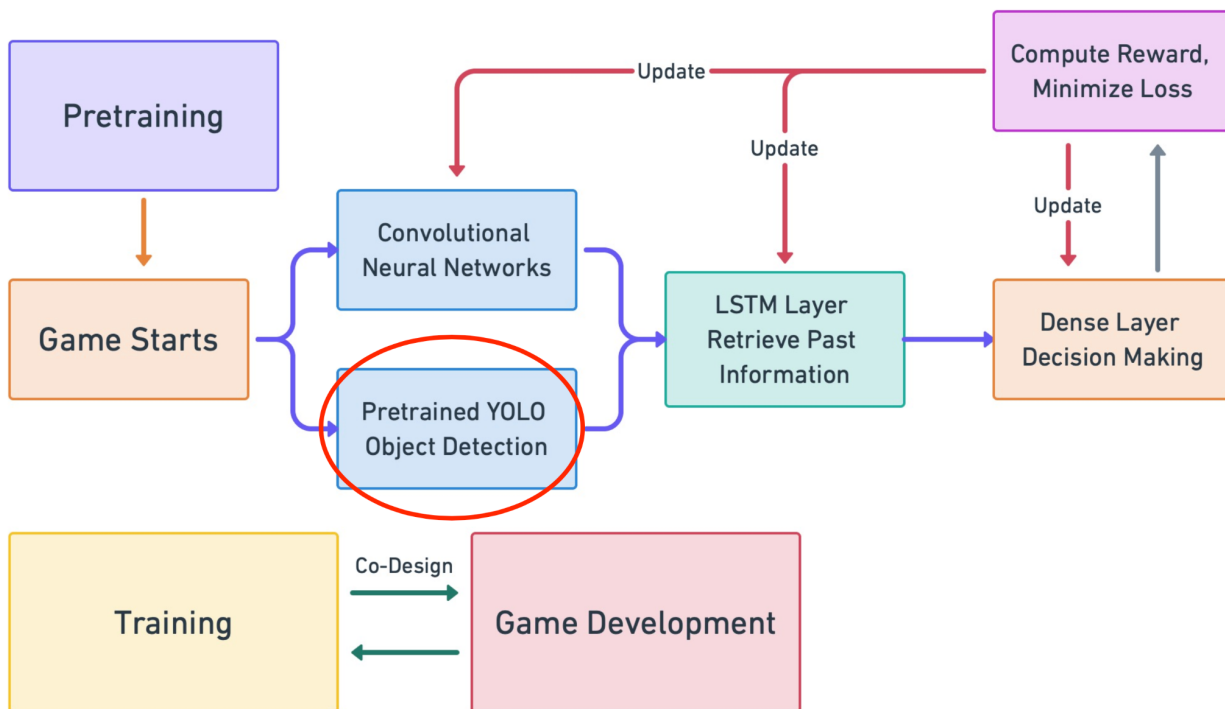 Pretraining
Update
Compute Reward,
Minimize Loss
Update
Update
Convolutional
Neural Networks
Game Starts
LSTM Layer
Retrieve Past
Information
Dense Layer
Decision Making
Pretrained YOLO
Object Detection
Training
Co-Design
Game Development